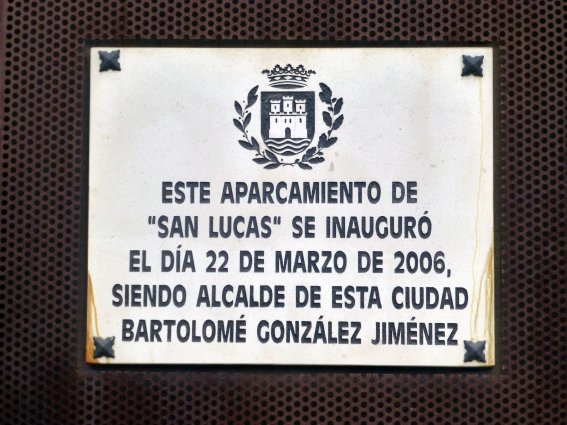 ESTE APARCAMIENTO DE
"SAN LUCAS" SE INAUGURÓ
EL DÍA 22 DE MARZO DE 2006,
SIENDO ALCALDE DE ESTA CIUDAD
BARTOLOMÉ GONZÁLEZ JIMÉNEZ